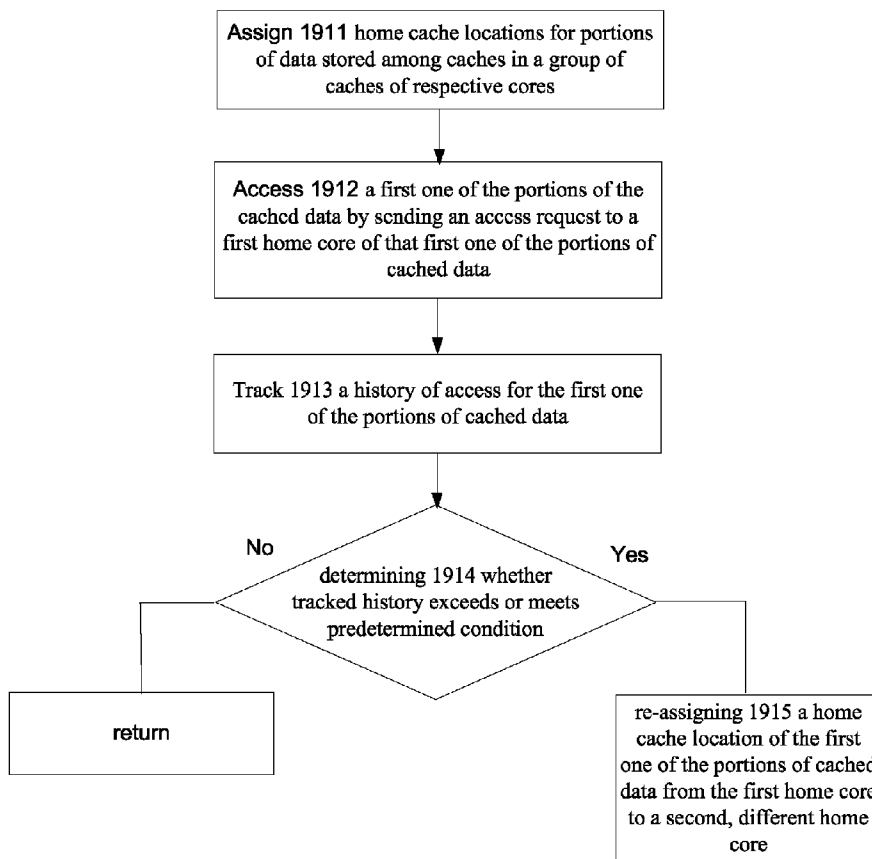 Assign 1911 home cache locations for portions
of data stored among caches in a group of
caches of respective cores
Access 1912 a first one of the portions of the
cached data by sending an access request to a
first home core of that first one of the portions of
cached data
Track 1913 a history of access for the first one
of the portions of cached data
No
Yes
determining 1914 whether
tracked history exceeds or meets
predetermined condition
return
re-assigning 1915 a home
cache location of the first
one of the portions of cached
data from the first home core
to a second, different home
core